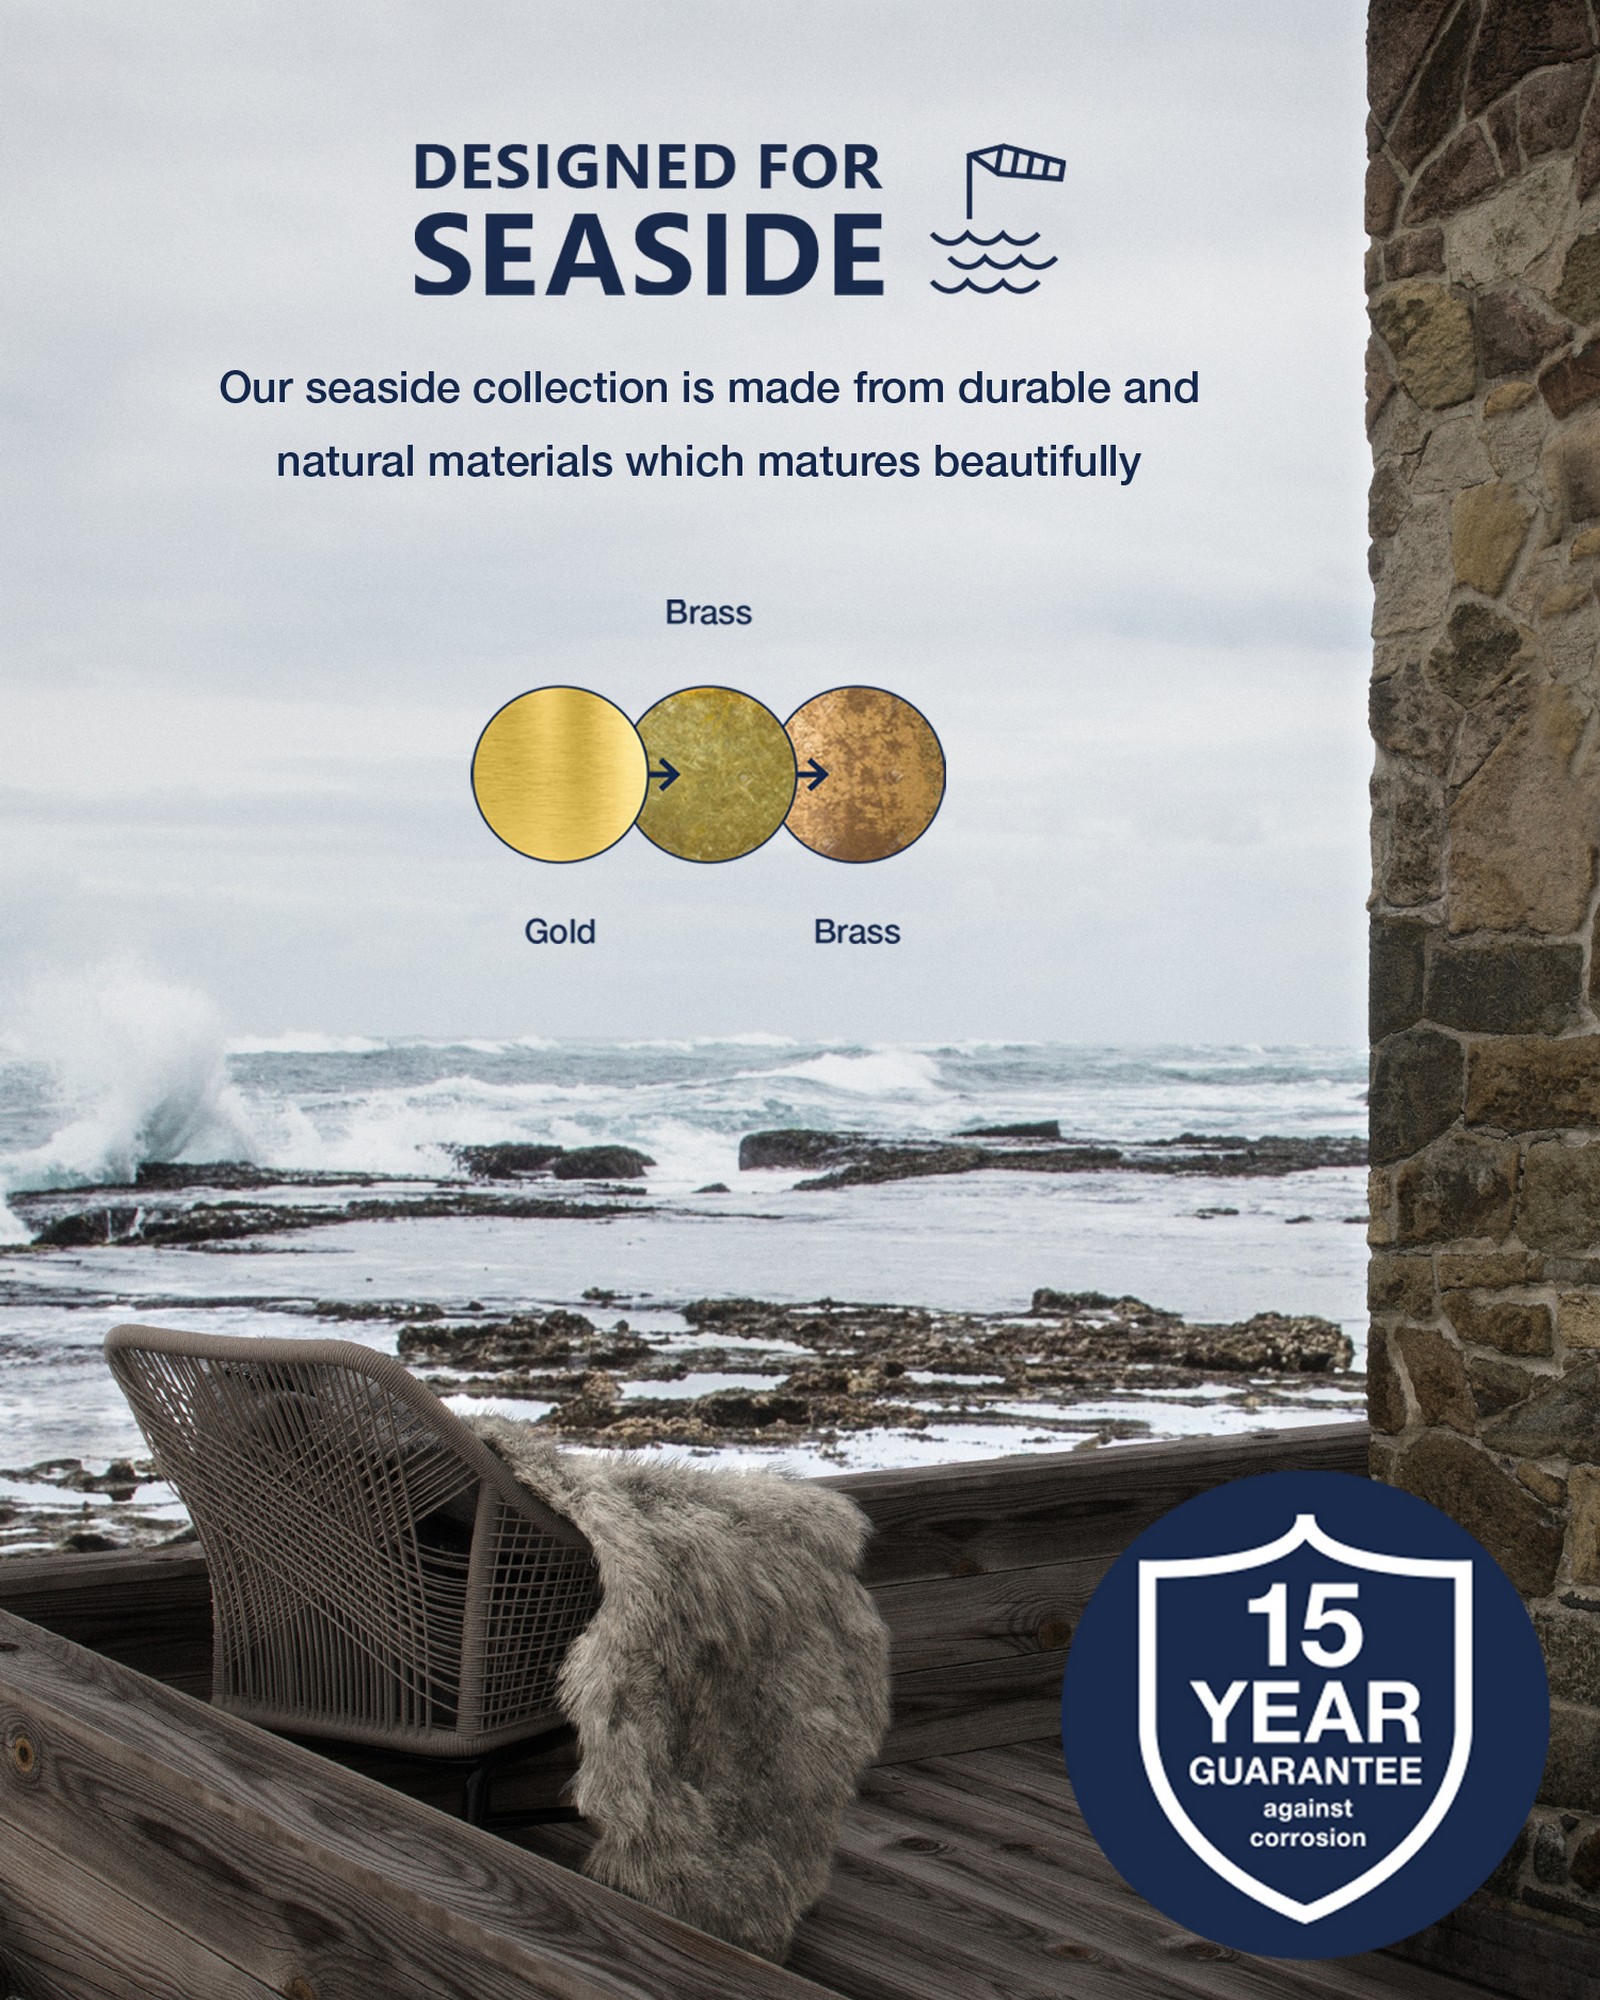 DESIGNED FOR
SEASIDE
Our seaside collection is made from durable and
natural materials which matures beautifully
Brass
Gold
Brass
15
YEAR
GUARANTEE
against
corrosion